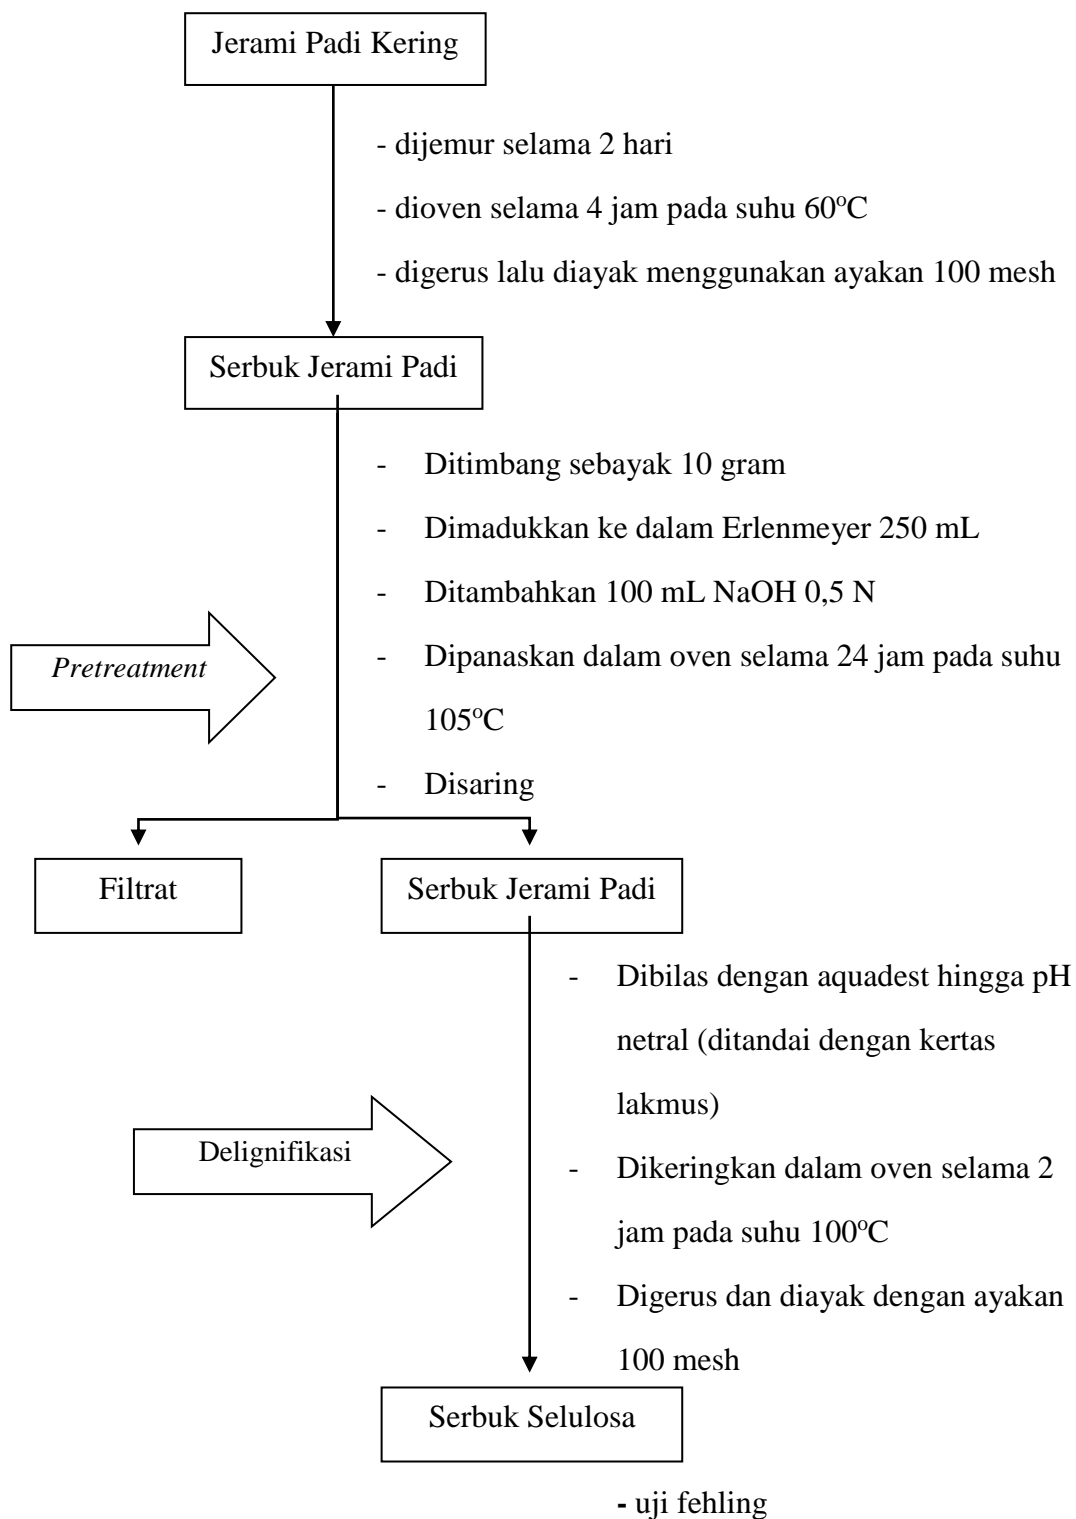 Jerami Padi Kering
- dijemur selama 2 hari
- dioven selama 4 jam pada suhu 60°C
- digerus lalu diayak menggunakan ayakan 100 mesh
Serbuk Jerami Padi
- Ditimbang sebayak 10 gram
- Dimadukkan ke dalam Erlenmeyer 250 mL
- Ditambahkan 100 mL NaOH 0,5 N
Pretreatment
- Dipanaskan dalam oven selama 24 jam pada suhu
105°C
- Disaring
Filtrat
Serbuk Jerami Padi
- Dibilas dengan aquadest hingga pH
netral (ditandai dengan kertas
lakmus)
Delignifikasi
- Dikeringkan dalam oven selama 2
jam pada suhu 100°C
- Digerus dan diayak dengan ayakan
100 mesh
Serbuk Selulosa
- uji fehling